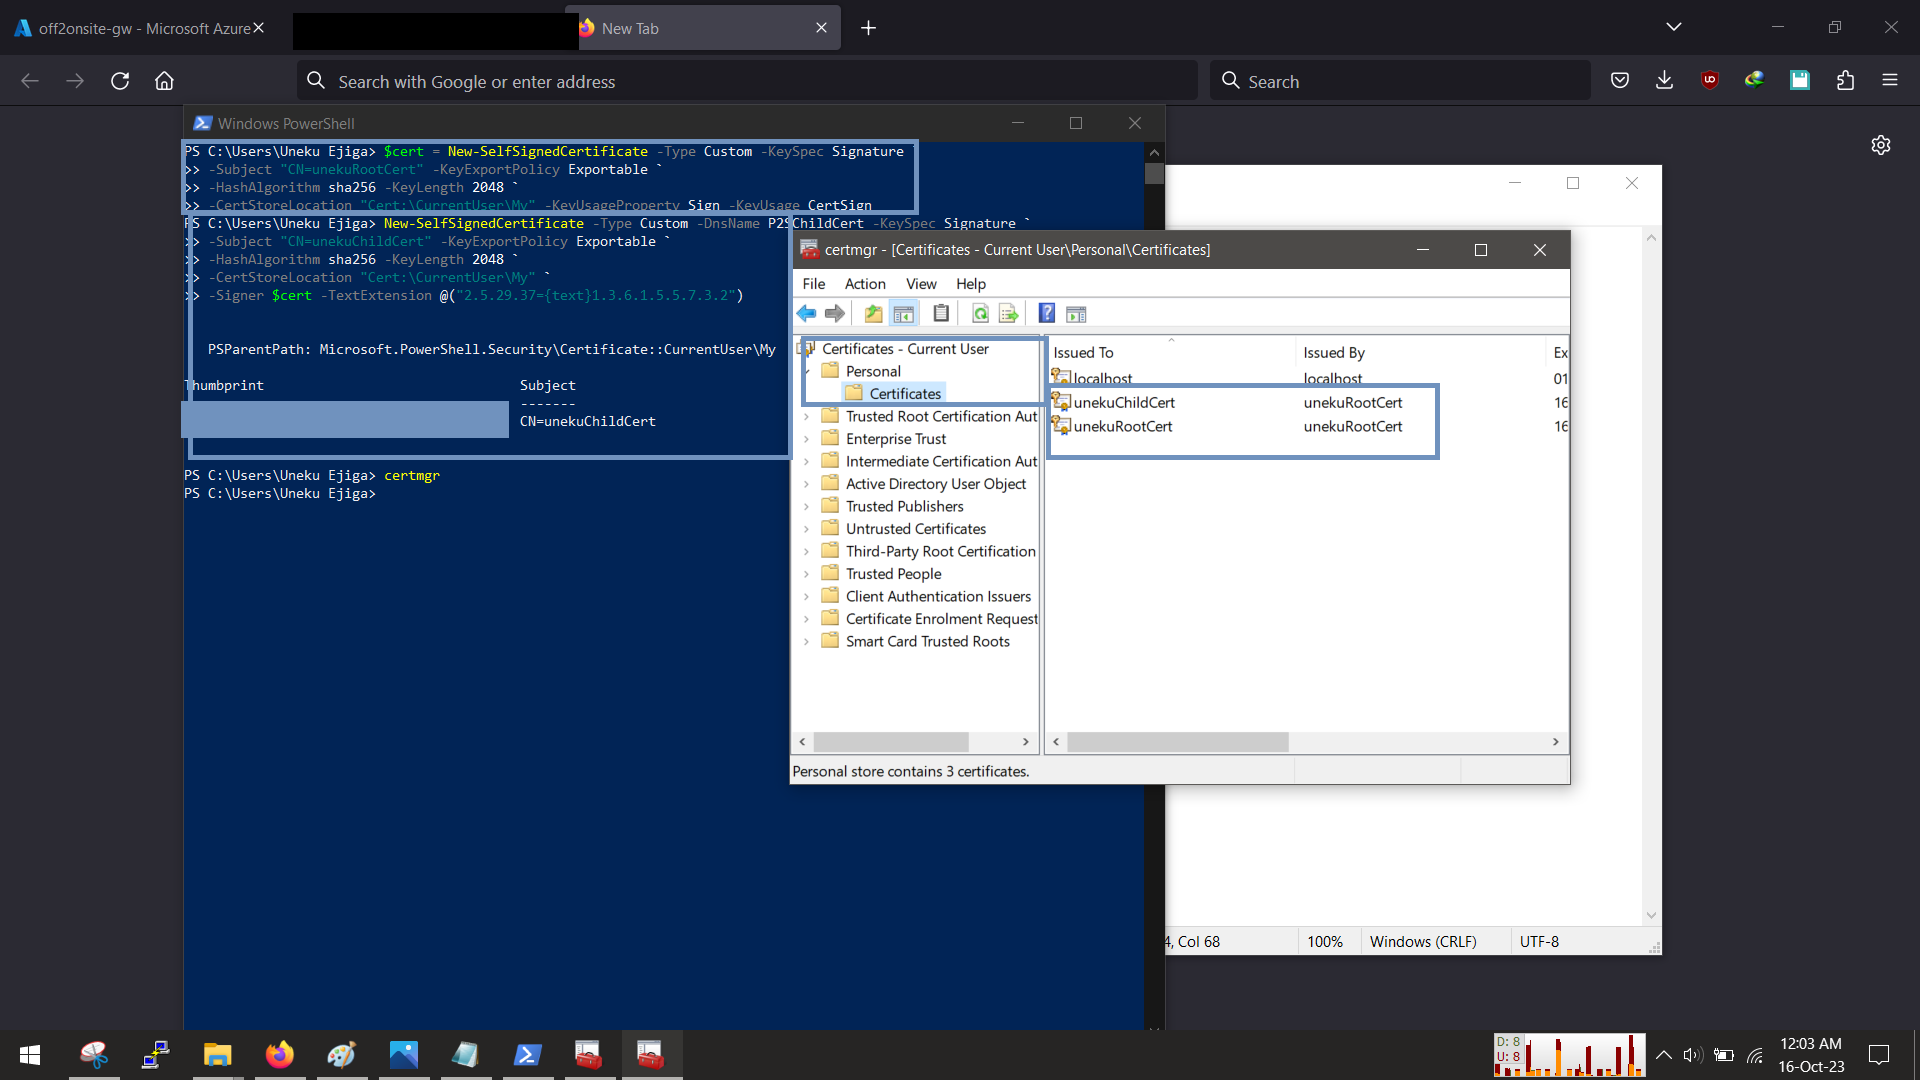 off2onsite-gw - Microsoft Azure
New Tab
Search with Google or enter address
Search
Windows PowerShell
PS C:\Users\Uneku Ejiga> $cert = New-SelfSignedCertificate -Type Custom -KeySpec Signature `
>> -Subject "CN=unekuRootCert" -KeyExportPolicy Exportable `
>> -HashAlgorithm sha256 -KeyLength 2048 `
>> -CertStoreLocation "Cert:\CurrentUser\My" -KeyUsageProperty Sign -KeyUsage CertSign
PS C:\Users\Uneku Ejiga> New-SelfSignedCertificate -Type Custom -DnsName P2SChildCert -KeySpec Signature `
>> -Subject "CN=unekuChildCert" -KeyExportPolicy Exportable `
>> -HashAlgorithm sha256 -KeyLength 2048 `
>> -CertStoreLocation "Cert:\CurrentUser\My" `
>> -Signer $cert -TextExtension @("2.5.29.37={text}1.3.6.1.5.5.7.3.2")
PSParentPath: Microsoft.PowerShell.Security\Certificate::CurrentUser\My
Thumbprint Subject
-------
CN=unekuChildCert
PS C:\Users\Uneku Ejiga> certmgr
PS C:\Users\Uneku Ejiga>
certmgr - [Certificates - Current User\Personal\Certificates]
File Action View Help
Certificates - Current User
Personal
Certificates
Trusted Root Certification Aut
Enterprise Trust
Intermediate Certification Aut
Active Directory User Object
Trusted Publishers
Untrusted Certificates
Third-Party Root Certification
Trusted People
Client Authentication Issuers
Certificate Enrolment Request
Smart Card Trusted Roots
Issued To Issued By Ex
localhost localhost 01
unekuChildCert unekuRootCert 16
unekuRootCert unekuRootCert 16
Personal store contains 3 certificates.
4, Col 68 100% Windows (CRLF) UTF-8
D: 8
U: 8
12:03 AM
16-Oct-23